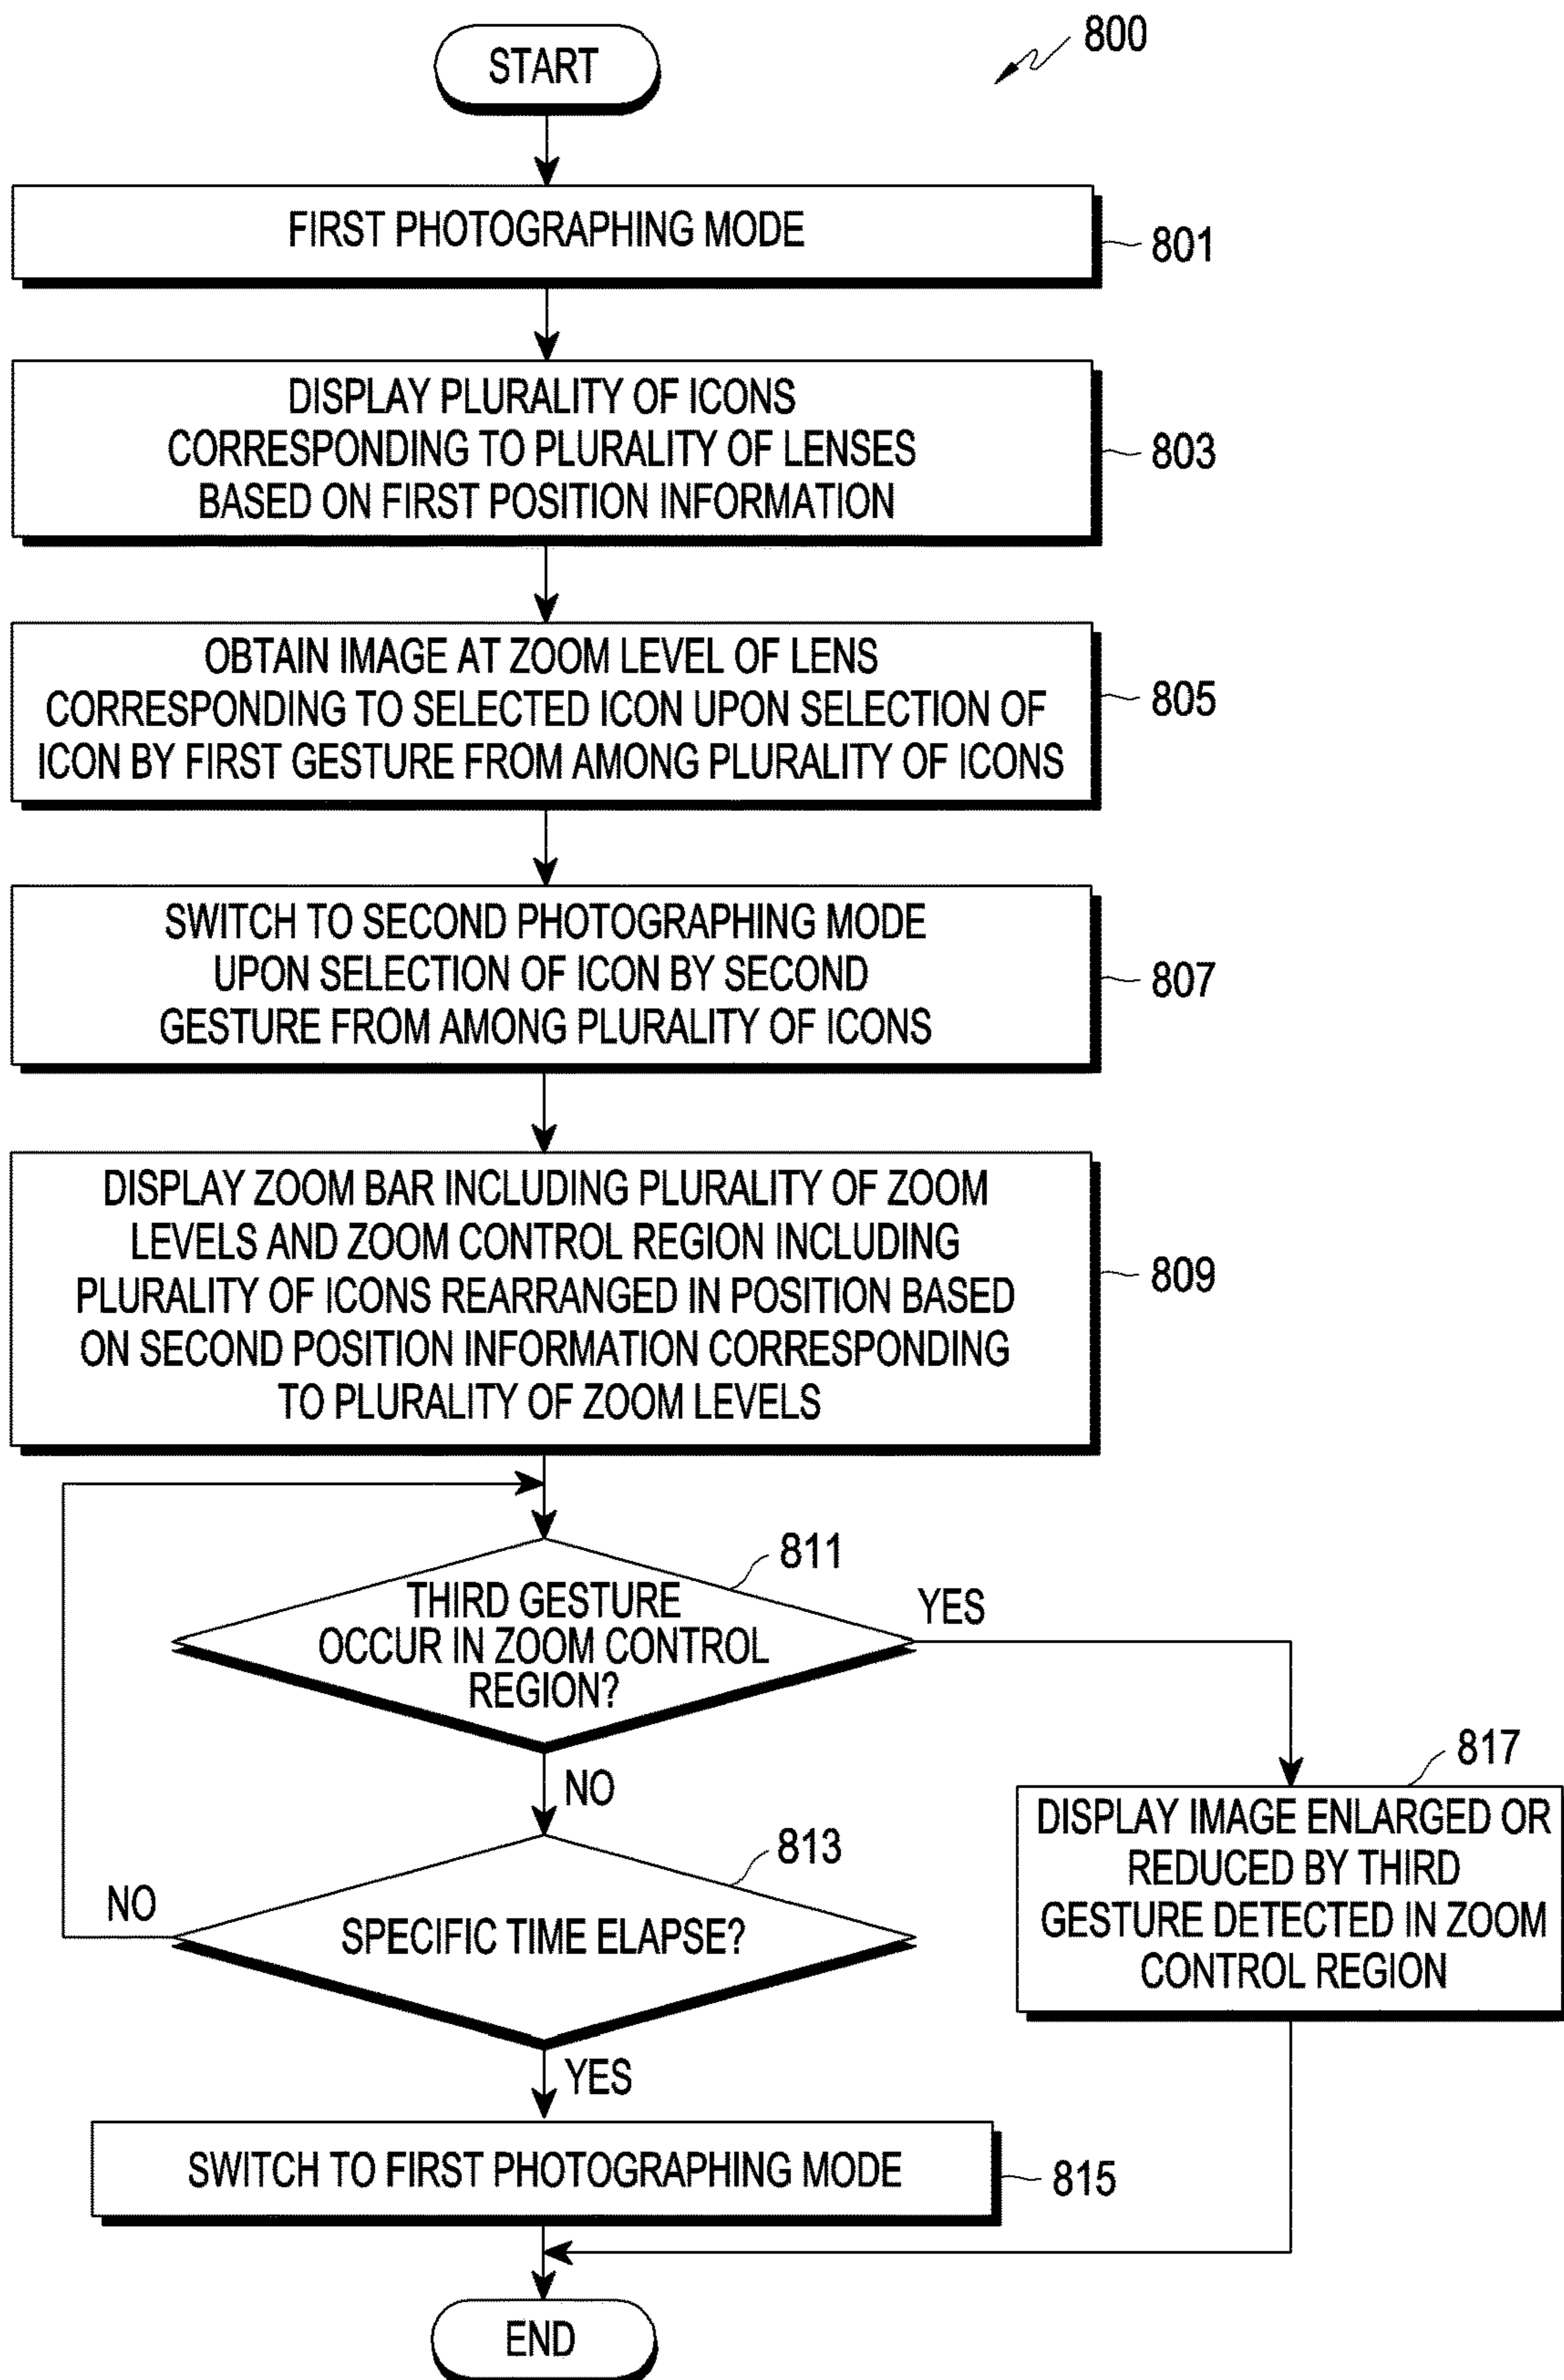 800
START
FIRST PHOTOGRAPHING MODE
801
DISPLAY PLURALITY OF ICONS
CORRESPONDING TO PLURALITY OF LENSES
BASED ON FIRST POSITION INFORMATION
803
OBTAIN IMAGE AT ZOOM LEVEL OF LENS
CORRESPONDING TO SELECTED ICON UPON SELECTION OF
ICON BY FIRST GESTURE FROM AMONG PLURALITY OF ICONS
805
SWITCH TO SECOND PHOTOGRAPHING MODE
UPON SELECTION OF ICON BY SECOND
GESTURE FROM AMONG PLURALITY OF ICONS
807
DISPLAY ZOOM BAR INCLUDING PLURALITY OF ZOOM
LEVELS AND ZOOM CONTROL REGION INCLUDING
PLURALITY OF ICONS REARRANGED IN POSITION BASED
ON SECOND POSITION INFORMATION CORRESPONDING
TO PLURALITY OF ZOOM LEVELS
809
811
THIRD GESTURE
OCCUR IN ZOOM CONTROL
REGION?
YES
NO
817
DISPLAY IMAGE ENLARGED OR
REDUCED BY THIRD
GESTURE DETECTED IN ZOOM
CONTROL REGION
813
SPECIFIC TIME ELAPSE?
NO
YES
SWITCH TO FIRST PHOTOGRAPHING MODE
815
END